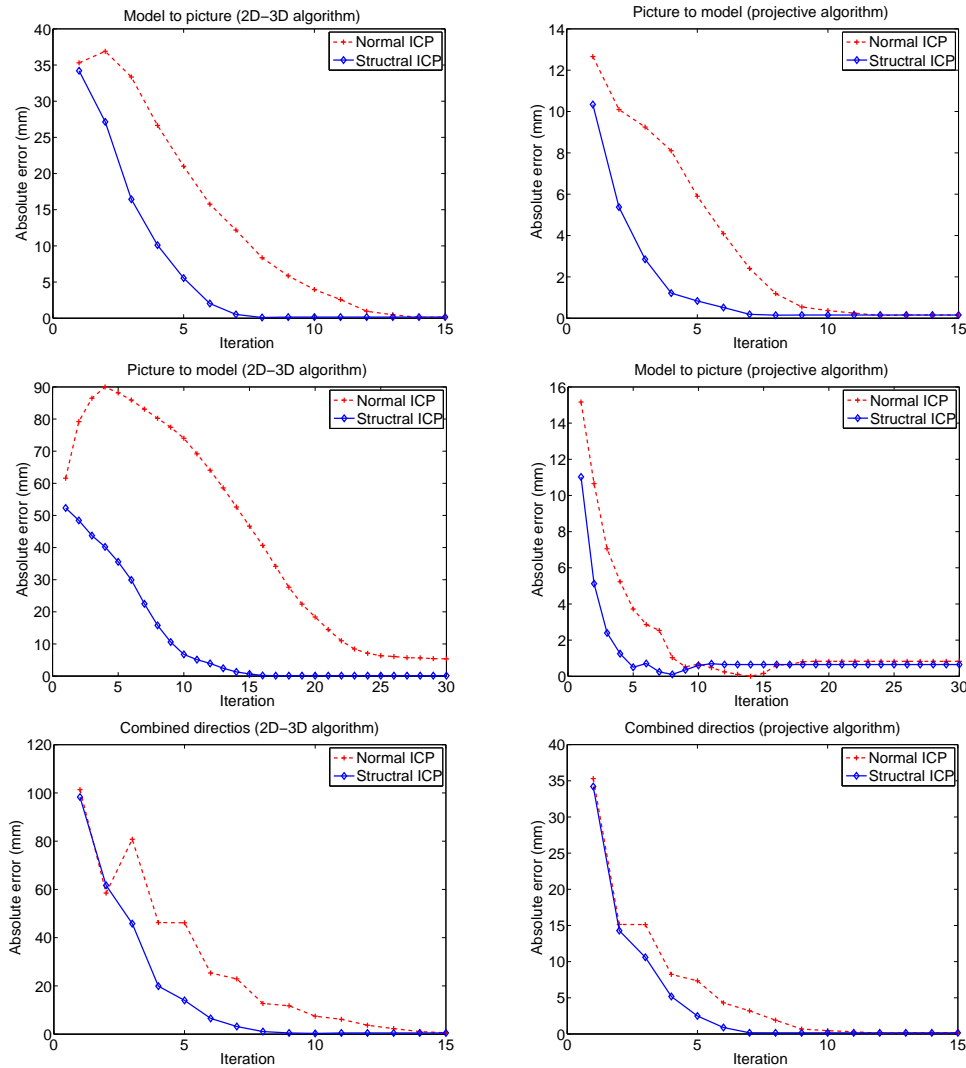 Model to picture (2D−3D algorithm)
Normal ICP
Structral ICP
Absolute error (mm)
40
35
30
25
20
15
10
5
0
0 5 10 15
Iteration
Picture to model (projective algorithm)
Normal ICP
Structral ICP
Absolute error (mm)
14
12
10
8
6
4
2
0
0 5 10 15
Iteration
Picture to model (2D−3D algorithm)
Normal ICP
Structral ICP
Absolute error (mm)
90
80
70
60
50
40
30
20
10
0
0 5 10 15 20 25 30
Iteration
Model to picture (projective algorithm)
Normal ICP
Structral ICP
Absolute error (mm)
16
14
12
10
8
6
4
2
0
0 5 10 15 20 25 30
Iteration
Combined directios (2D−3D algorithm)
Normal ICP
Structral ICP
Absolute error (mm)
120
100
80
60
40
20
0
0 5 10 15
Iteration
Combined directios (projective algorithm)
Normal ICP
Structral ICP
Absolute error (mm)
40
35
30
25
20
15
10
5
0
0 5 10 15
Iteration